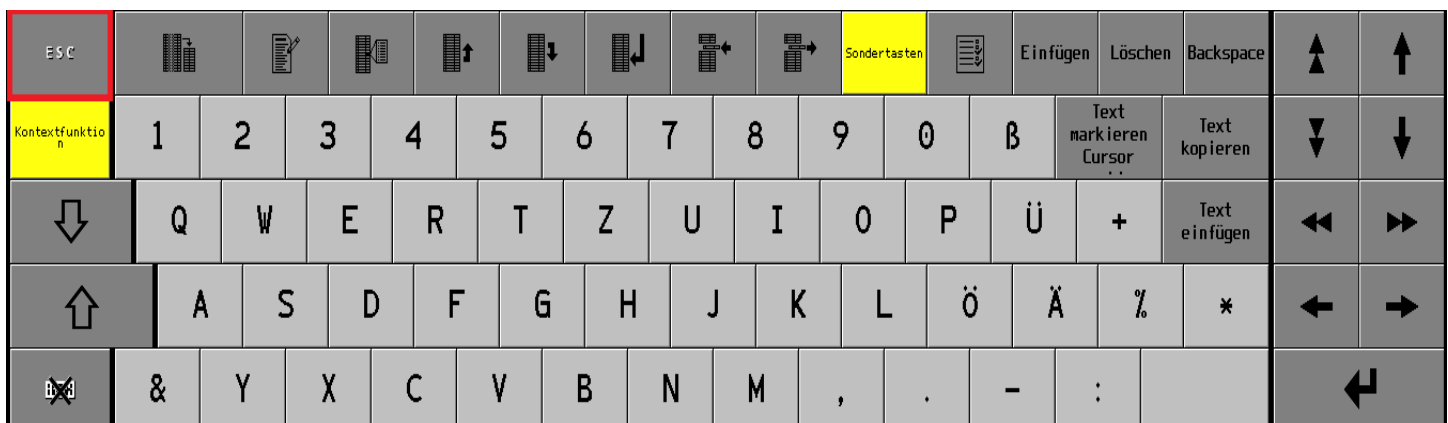 ESC Sondertasten Einfügen Löschen Backspace
Kontextfunktio
n
1 2 3 4 5 6 7 8 9 0 ß
Text
markieren
Cursor
Text
kopieren
Q W E R T Z U I O P Ü +
Text
einfügen
A S D F G H J K L Ö Ä % *
& Y X C V B N M , . - :